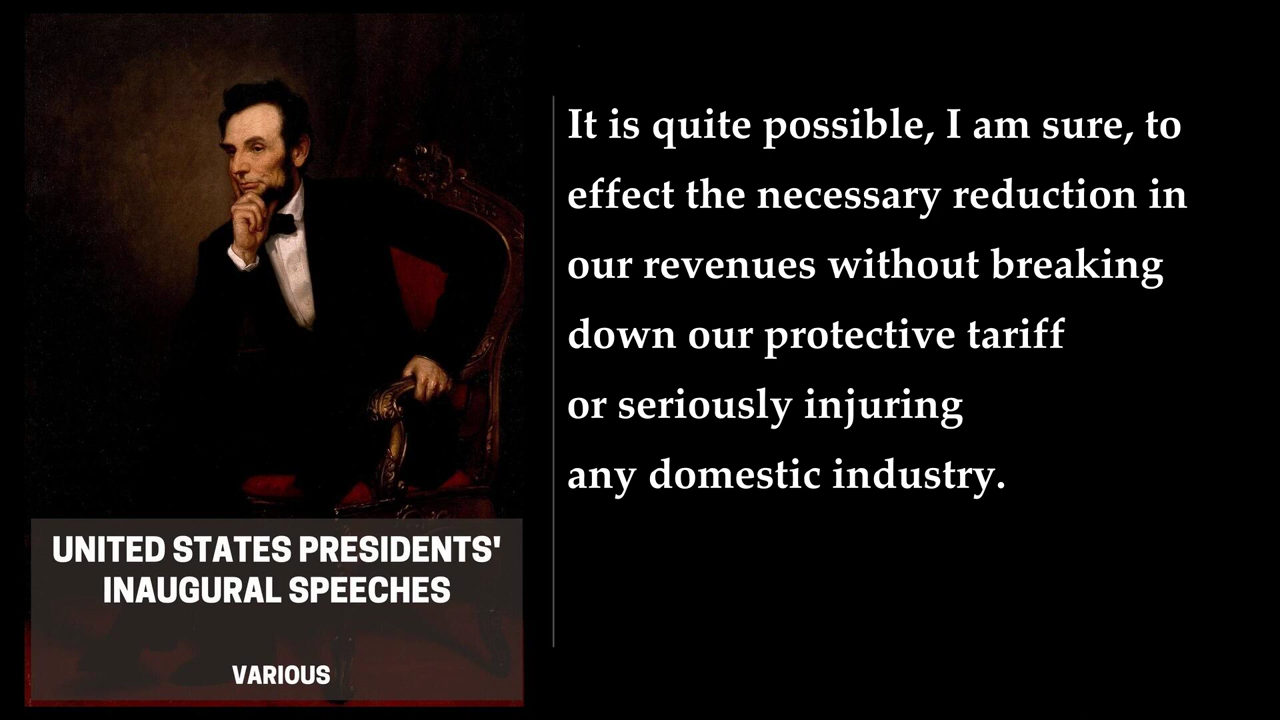 It is quite possible, I am sure, to
effect the necessary reduction in
our revenues without breaking
down our protective tariff
or seriously injuring
any domestic industry.
UNITED STATES PRESIDENTS'
INAUGURAL SPEECHES
VARIOUS